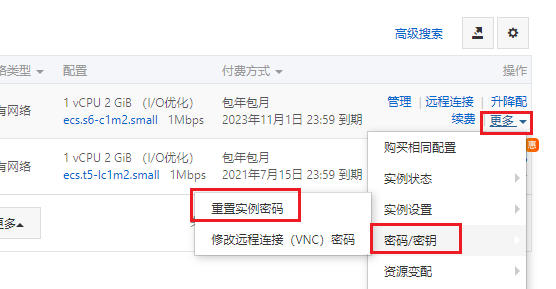 高级搜索
络类型 配置 付费方式 操作
有网络 1 vCPU 2 GiB （I/O优化） 包年包月 管理 | 远程连接 | 升降配
ecs.s6-c1m2.small 1Mbps 2023年11月1日 23:59 到期 续费 更多
惠
购买相同配置
有网络 1 vCPU 2 GiB （I/O优化） 包年包月
ecs.t5-lc1m2.small 1Mbps 2021年7月15日 23:59 到期
实例状态
重置实例密码 实例设置
更多
修改远程连接（VNC）密码 密码/密钥
资源变配